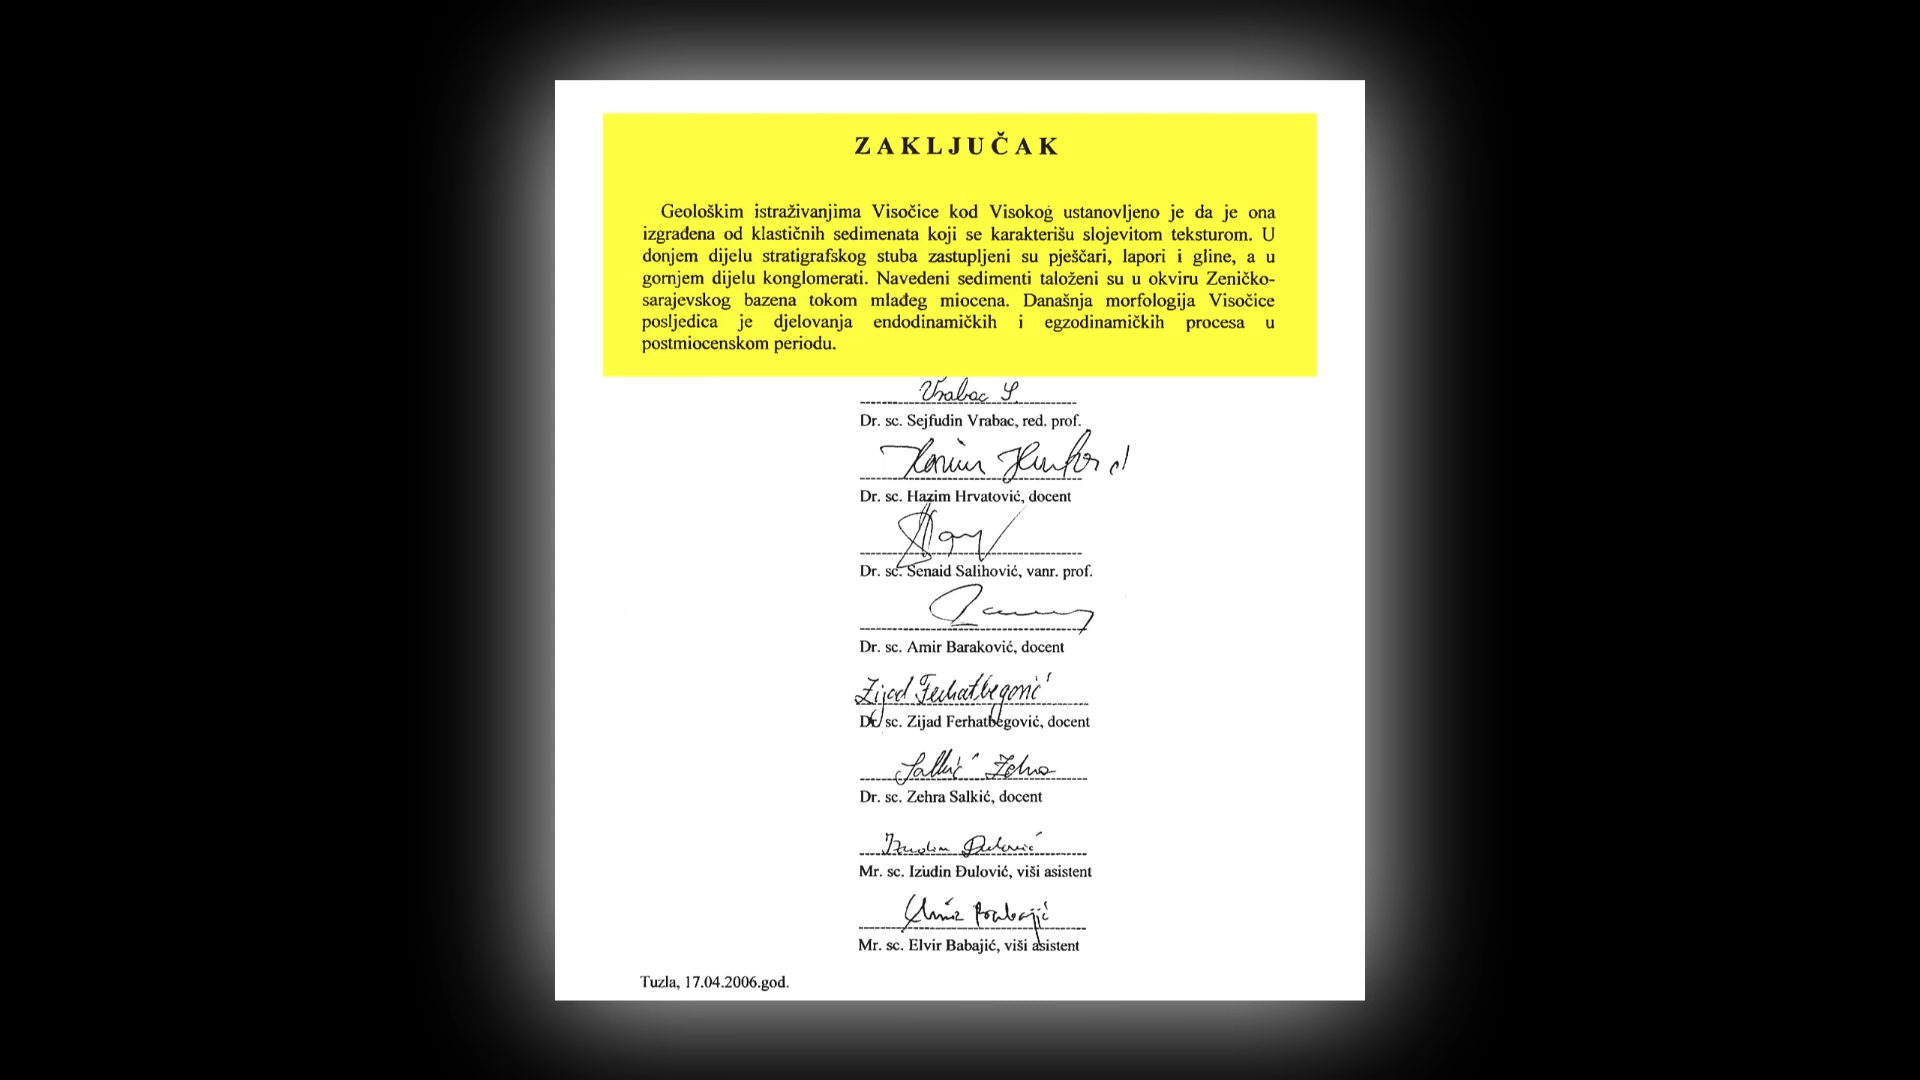 ZAKLJUČAK
Geološkim istraživanjima Visočice kod Visokog ustanovljeno je da je ona
izgrađena od klastičnih sedimenata koji se karakterišu slojevitom teksturom. U
donjem dijelu stratigrafskog stuba zastupljeni su pješčari, lapori i gline, a u
gornjem dijelu konglomerati. Navedeni sedimenti taloženi su u okviru Zeničko-
sarajevskog bazena tokom mlađeg miocena. Današnja morfologija Visočice
posljedica je djelovanja endodinamičkih i egzodinamičkih procesa u
postmiocenskom periodu.
Vrabac S.
Dr. sc. Sejfudin Vrabac, red. prof.
Dr. sc. Hazim Hrvatović, docent
Dr. sc. Senaid Salihović, vanr. prof.
Dr. sc. Amir Baraković, docent
Zijad Ferhatbegović
Dr. sc. Zijad Ferhatbegović, docent
Salkić Zehra
Dr. sc. Zehra Salkić, docent
Izudin Đulović
Mr. sc. Izudin Đulović, viši asistent
Mr. sc. Elvir Babajić, viši asistent
Tuzla, 17.04.2006.god.